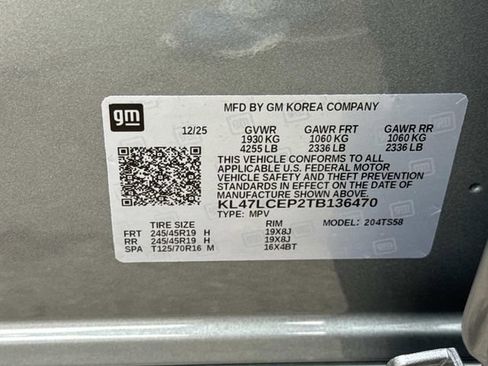 gm
MFD BY GM KOREA COMPANY
12/25 GVWR GAWR FRT GAWR RR
1930 KG 1060 KG 1060 KG
4255 LB 2336 LB 2336 LB
THIS VEHICLE CONFORMS TO ALL
APPLICABLE U.S. FEDERAL MOTOR
VEHICLE SAFETY AND THEFT PREVENTION
STANDARDS IN EFFECT ON THE DATE OF
MANUFACTURE SHOWN ABOVE.
KL47LCEP2TB136470
TYPE: MPV MODEL: 204TS58
TIRE SIZE RIM
FRT 245/45R19 H 19X8J
RR 245/45R19 H 19X8J
SPA T125/70R16 M 16X4BT